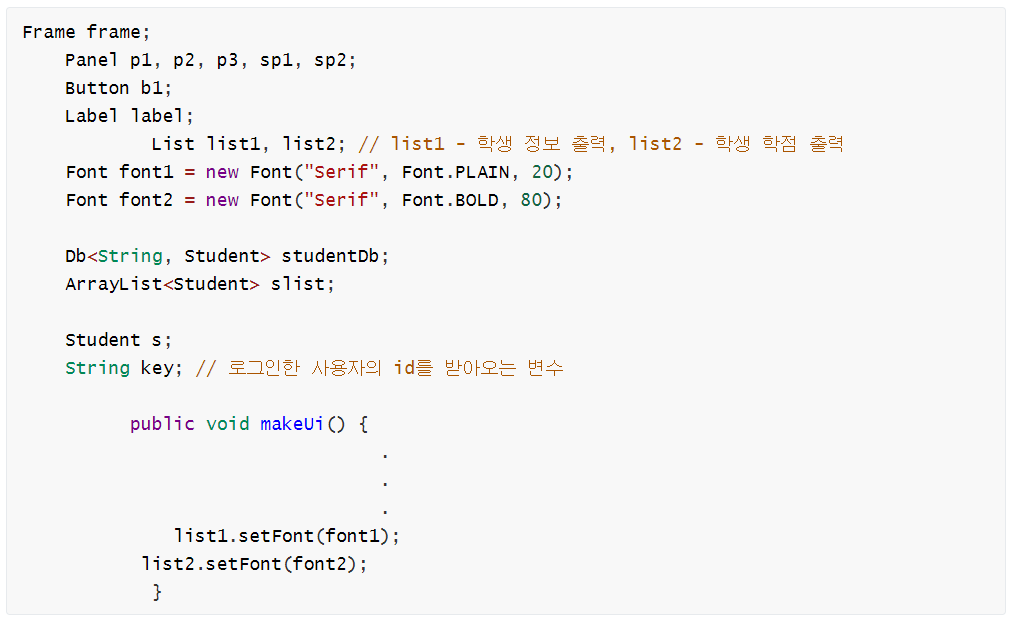 Frame frame;
Panel p1, p2, p3, sp1, sp2;
Button b1;
Label label;
List list1, list2; // list1 - 학생 정보 출력, list2 - 학생 학점 출력
Font font1 = new Font("Serif", Font.PLAIN, 20);
Font font2 = new Font("Serif", Font.BOLD, 80);
Db<String, Student> studentDb;
ArrayList<Student> slist;
Student s;
String key; // 로그인한 사용자의 id를 받아오는 변수
public void makeUi() {
.
.
.
list1.setFont(font1);
list2.setFont(font2);
}